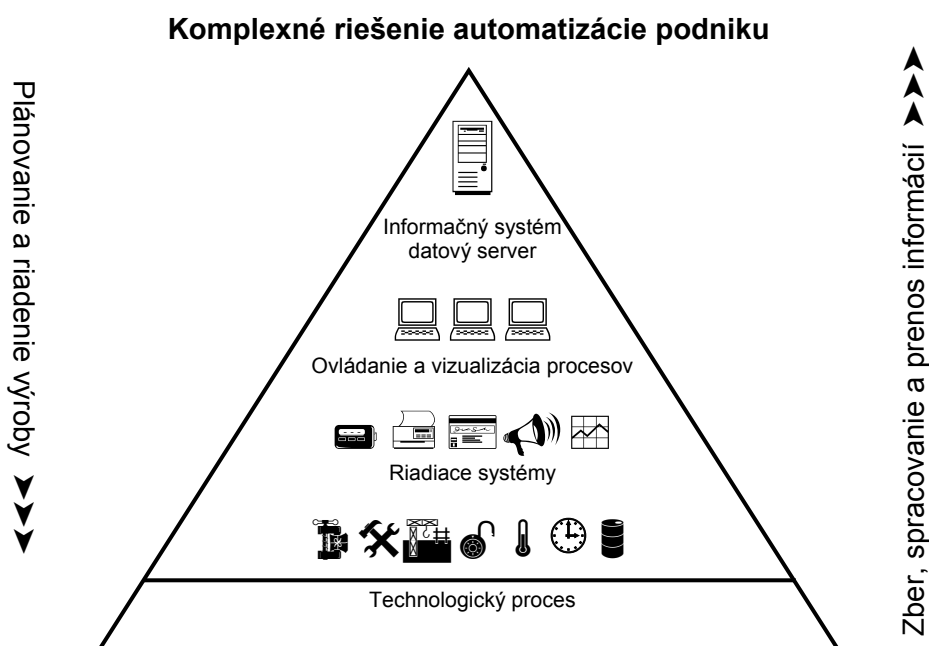 Komplexné riešenie automatizácie podniku
Plánovanie a riadenie výroby
Informačný systém
datový server
Ovládanie a vizualizácia procesov
Riadiace systémy
Technologický proces
Zber, spracovanie a prenos informácií